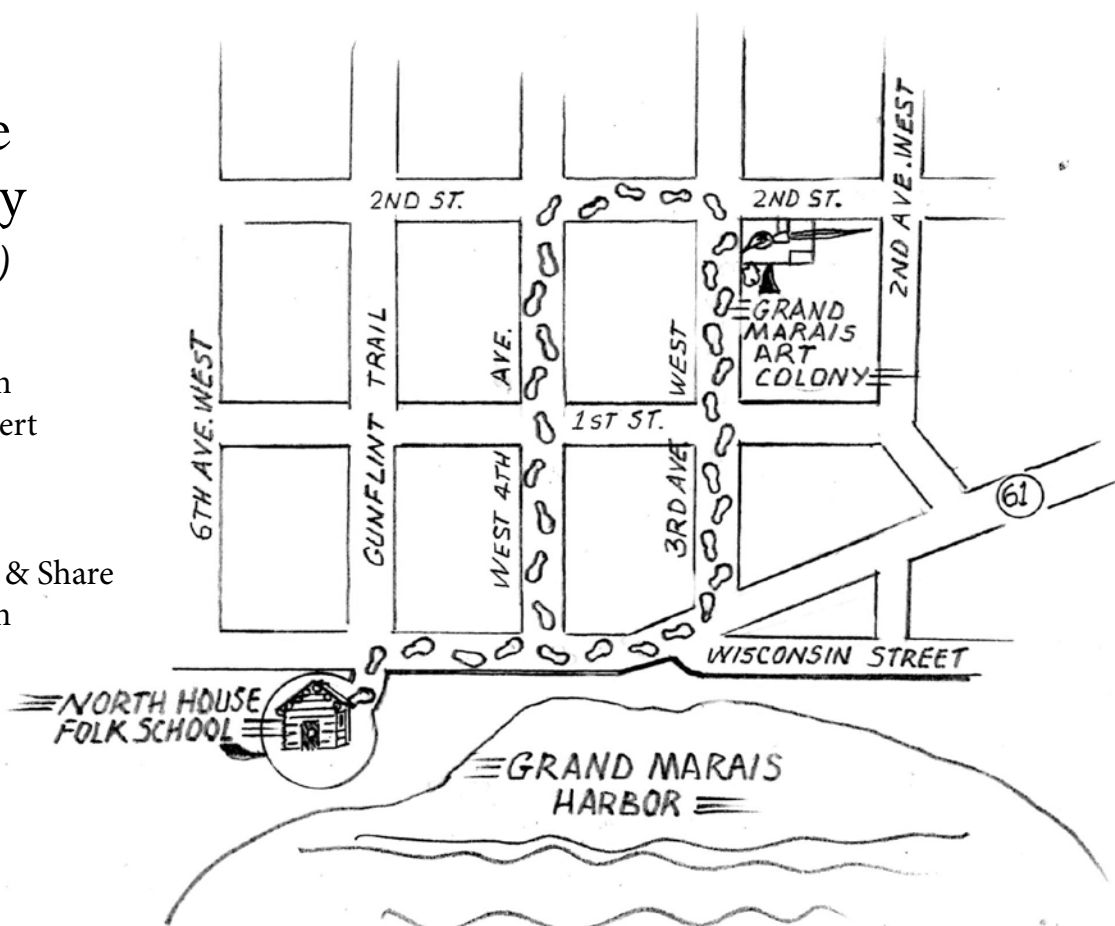 e
y
)
n
ert
& Share
n
2ND ST.
2ND ST.
2ND AVE. WEST
GRAND
MARAIS
ART
COLONY
6TH AVE. WEST
GUNFLINT TRAIL
WEST 4TH AVE.
3RD AVE WEST
1ST ST.
61
WISCONSIN STREET
NORTH HOUSE
FOLK SCHOOL
GRAND MARAIS
HARBOR